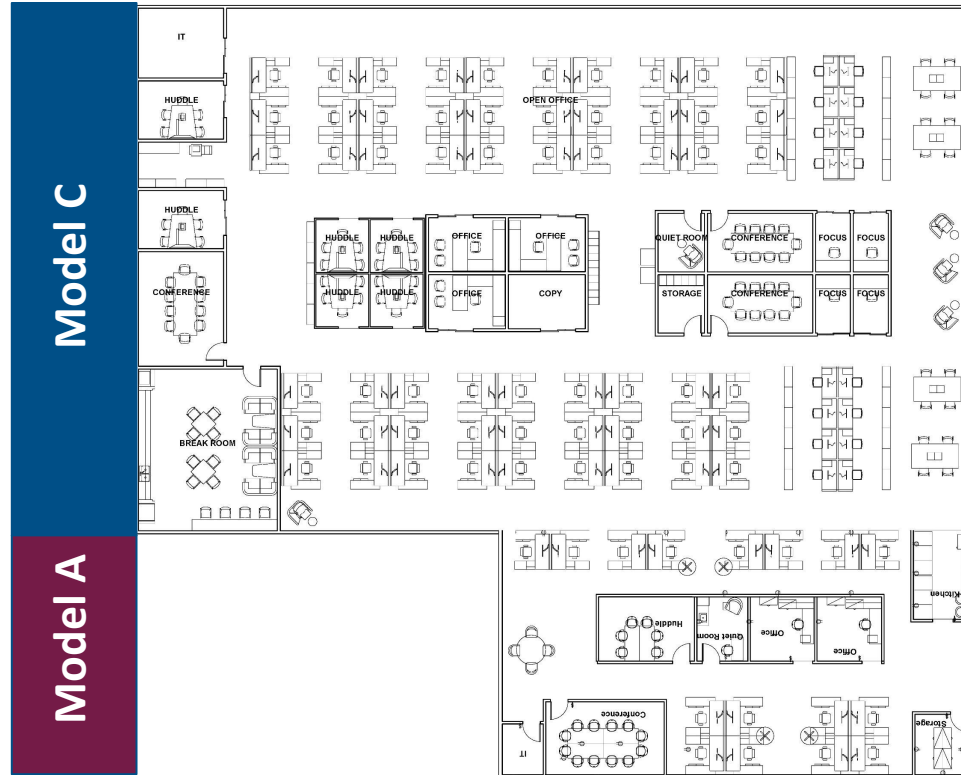 Model C
IT
HUDDLE
OPEN OFFICE
HUDDLE
CONFERENCE
HUDDLE
HUDDLE
OFFICE
OFFICE
QUIET ROOM
CONFERENCE
FOCUS
FOCUS
HUDDLE
HUDDLE
OFFICE
COPY
STORAGE
CONFERENCE
FOCUS
FOCUS
BREAK ROOM
Model A
Kitchen
Huddle
Quiet Room
Office
Office
Conference
IT
Storage